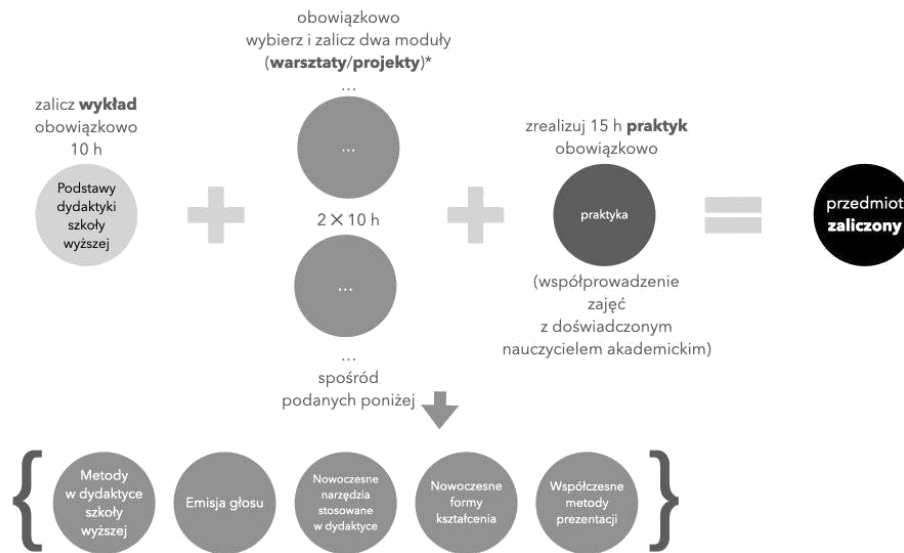 obowiązkowo
wybierz i zalicz dwa moduły
(warsztaty/projekty)*
...
zalicz wykład
obowiązkowo
10 h
Podstawy
dydaktyki
szkoły
wyższej
...
2 × 10 h
...
...
spośród
podanych poniżej
zrealizuj 15 h praktyk
obowiązkowo
praktyka
(współprowadzenie
zajęć
z doświadczonym
nauczycielem akademickim)
przedmiot
zaliczony
Metody
w dydaktyce
szkoły
wyższej
Emisja głosu
Nowoczesne
narzędzia
stosowane
w dydaktyce
Nowoczesne
formy
kształcenia
Współczesne
metody
prezentacji